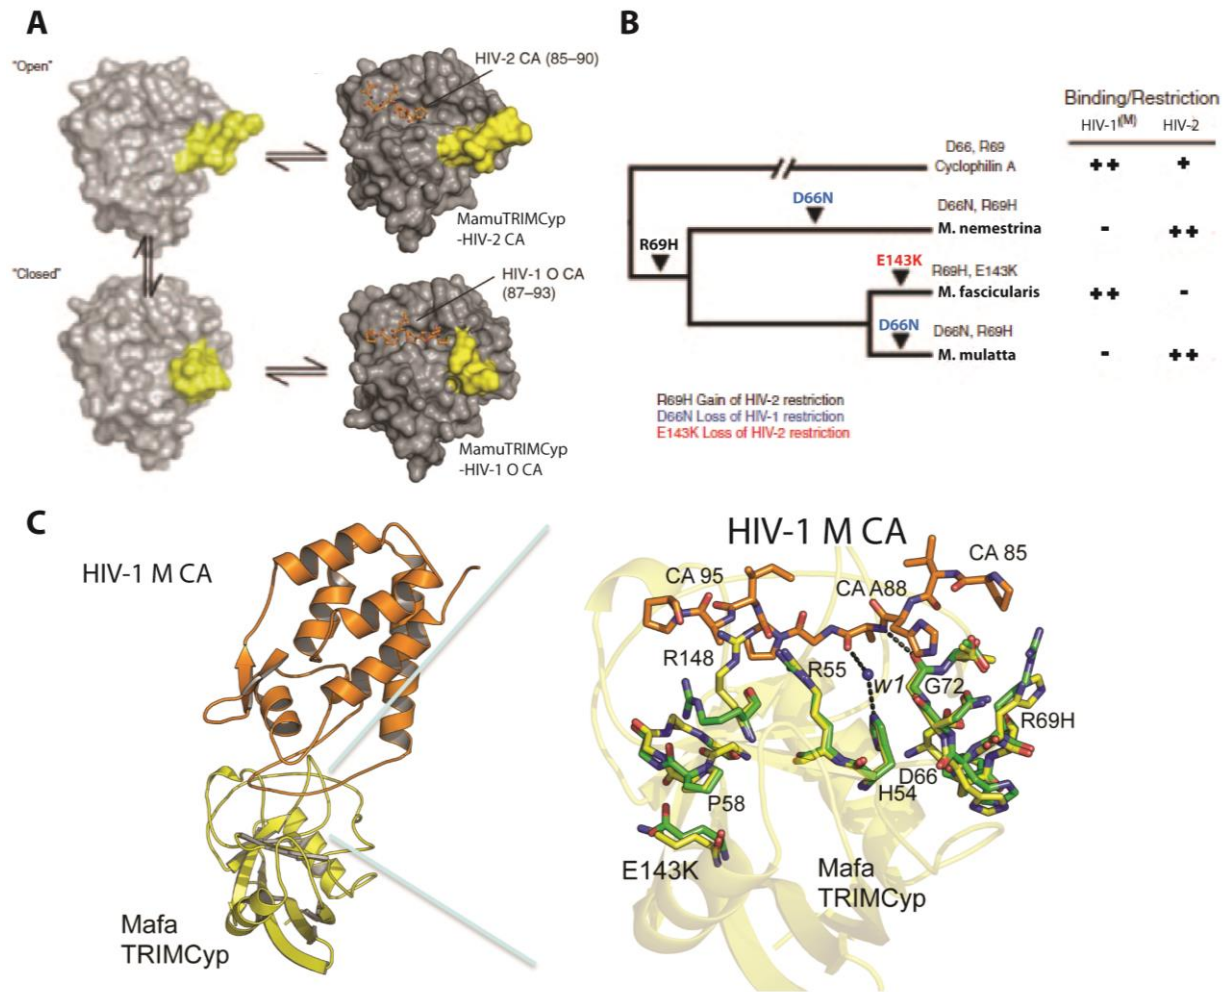 A
"Open"
HIV-2 CA (85–90)
MamuTRIMCyp
-HIV-2 CA
"Closed"
HIV-1 O CA
(87–93)
MamuTRIMCyp
-HIV-1 O CA
B
Binding/Restriction
HIV-1(M) HIV-2
D66, R69
Cyclophilin A ++ +
D66N
D66N, R69H
M. nemestrina - ++
R69H
E143K
R69H, E143K
M. fascicularis ++ -
D66N
D66N, R69H
M. mulatta - ++
R69H Gain of HIV-2 restriction
D66N Loss of HIV-1 restriction
E143K Loss of HIV-2 restriction
C
HIV-1 M CA
Mafa
TRIMCyp
HIV-1 M CA
CA 95
CA A88
CA 85
R148
R55
w1
G72
R69H
D66
H54
P58
E143K
Mafa
TRIMCyp